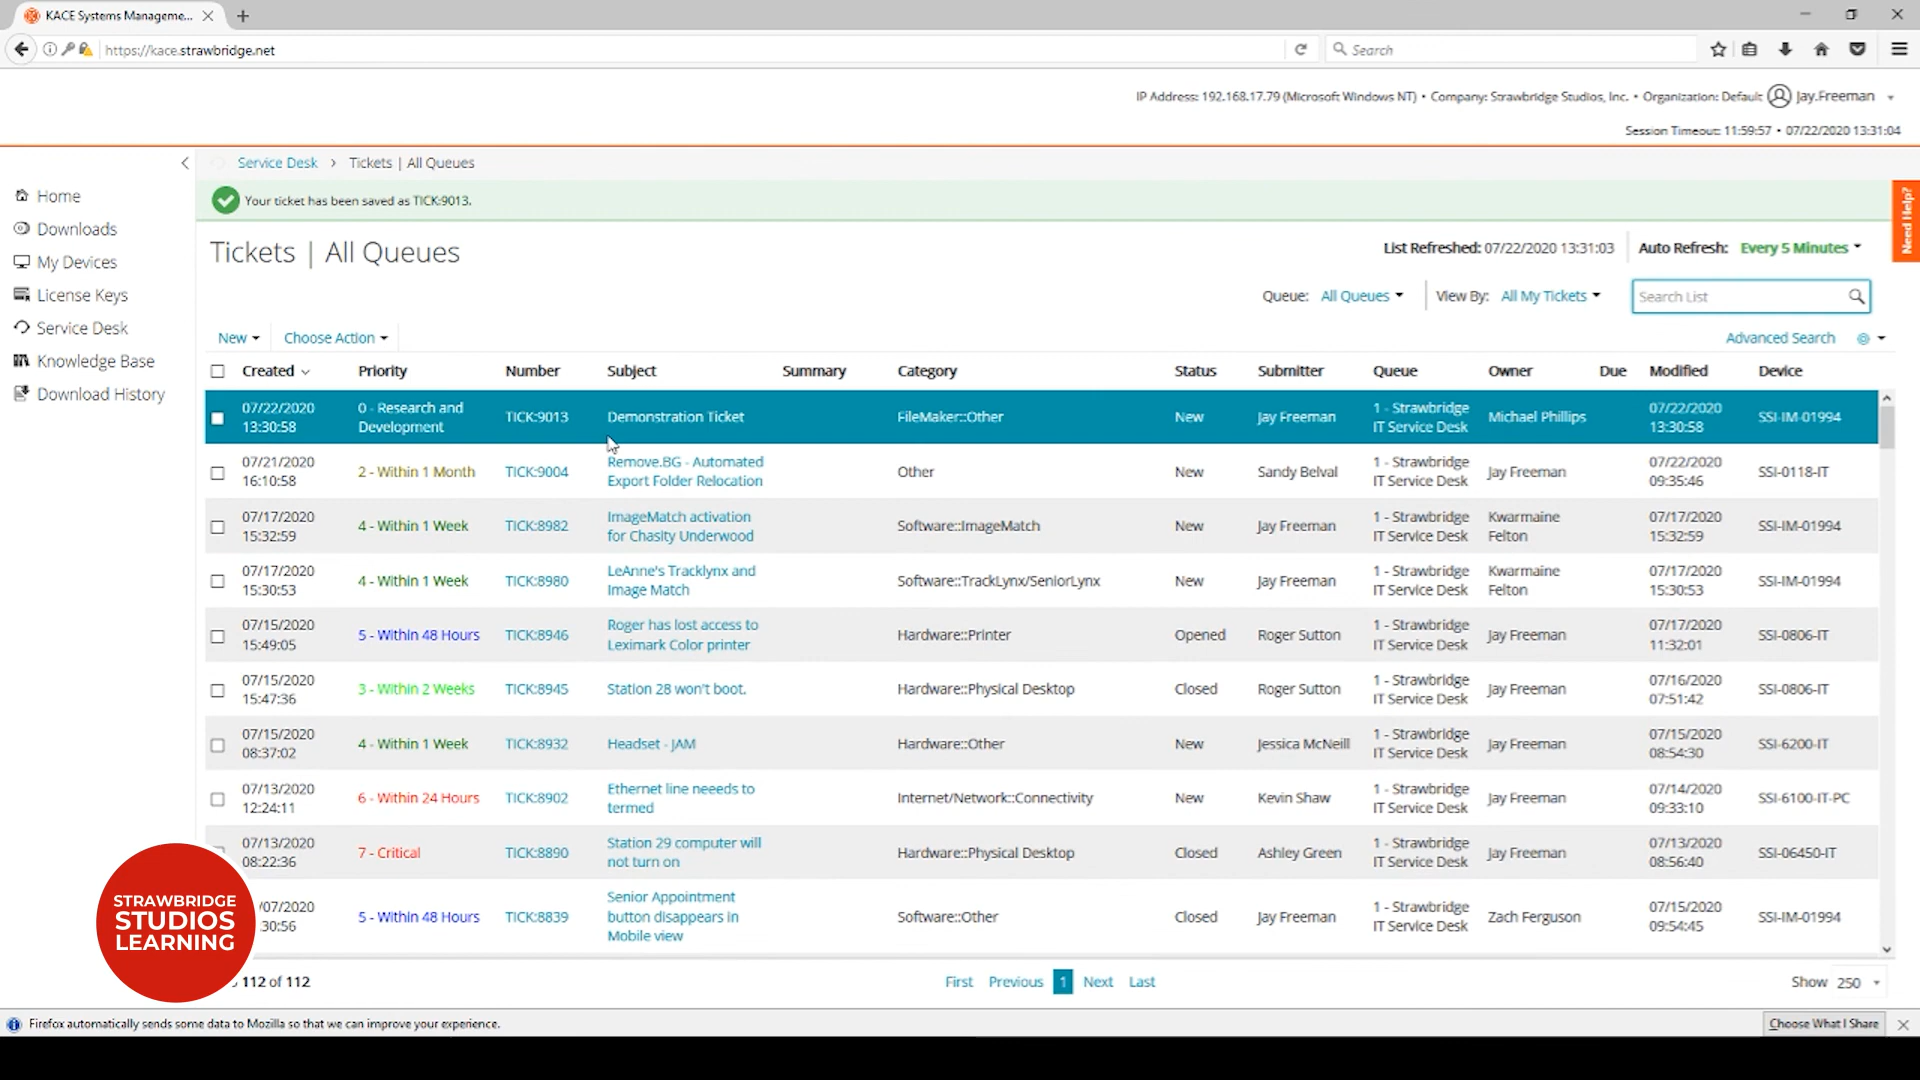 KACE Systems Manageme...
https://kace.strawbridge.net
Search
IP Address: 192.168.17.79 (Microsoft Windows NT) • Company: Strawbridge Studios, Inc. • Organization: Default Jay.Freeman
Session Timeout: 11:59:57 • 07/22/2020 13:31:04
Service Desk › Tickets | All Queues
Home
Downloads
My Devices
License Keys
Service Desk
Knowledge Base
Download History
Your ticket has been saved as TICK:9013.
Need Help?
Tickets | All Queues
List Refreshed: 07/22/2020 13:31:03
Auto Refresh: Every 5 Minutes
Queue: All Queues
View By: All My Tickets
Search List
New
Choose Action
Advanced Search
Created Priority Number Subject Summary Category Status Submitter Queue Owner Due Modified Device
07/22/2020 0 - Research and TICK:9013 Demonstration Ticket FileMaker::Other New Jay Freeman 1 - Strawbridge Michael Phillips 07/22/2020 SSI-IM-01994
13:30:58 Development IT Service Desk 13:30:58
07/21/2020 2 - Within 1 Month TICK:9004 Remove.BG - Automated Other New Sandy Belval 1 - Strawbridge Jay Freeman 07/22/2020 SSI-0118-IT
16:10:58 Export Folder Relocation IT Service Desk 09:35:46
07/17/2020 4 - Within 1 Week TICK:8982 ImageMatch activation Software::ImageMatch New Jay Freeman 1 - Strawbridge Kwarmaine 07/17/2020 SSI-IM-01994
15:32:59 for Chasity Underwood IT Service Desk Felton 15:32:59
07/17/2020 4 - Within 1 Week TICK:8980 LeAnne's Tracklynx and Software::TrackLynx/SeniorLynx New Jay Freeman 1 - Strawbridge Kwarmaine 07/17/2020 SSI-IM-01994
15:30:53 Image Match IT Service Desk Felton 15:30:53
07/15/2020 5 - Within 48 Hours TICK:8946 Roger has lost access to Hardware::Printer Opened Roger Sutton 1 - Strawbridge Jay Freeman 07/17/2020 SSI-0806-IT
15:49:05 Leximark Color printer IT Service Desk 11:32:01
07/15/2020 3 - Within 2 Weeks TICK:8945 Station 28 won't boot. Hardware::Physical Desktop Closed Roger Sutton 1 - Strawbridge Jay Freeman 07/16/2020 SSI-0806-IT
15:47:36 IT Service Desk 07:51:42
07/15/2020 4 - Within 1 Week TICK:8932 Headset - JAM Hardware::Other New Jessica McNeill 1 - Strawbridge Jay Freeman 07/15/2020 SSI-6200-IT
08:37:02 IT Service Desk 08:54:30
07/13/2020 6 - Within 24 Hours TICK:8902 Ethernet line neeeds to Internet/Network::Connectivity New Kevin Shaw 1 - Strawbridge Jay Freeman 07/14/2020 SSI-6100-IT-PC
12:24:11 termed IT Service Desk 09:33:10
07/13/2020 7 - Critical TICK:8890 Station 29 computer will Hardware::Physical Desktop Closed Ashley Green 1 - Strawbridge Jay Freeman 07/13/2020 SSI-06450-IT
08:22:36 not turn on IT Service Desk 08:56:40
/07/2020 5 - Within 48 Hours TICK:8839 Senior Appointment Software::Other Closed Jay Freeman 1 - Strawbridge Zach Ferguson 07/15/2020 SSI-IM-01994
:30:56 button disappears in IT Service Desk 09:54:45
Mobile view
STRAWBRIDGE
STUDIOS
LEARNING
112 of 112
First Previous 1 Next Last
Show 250
Firefox automatically sends some data to Mozilla so that we can improve your experience.
Choose What I Share